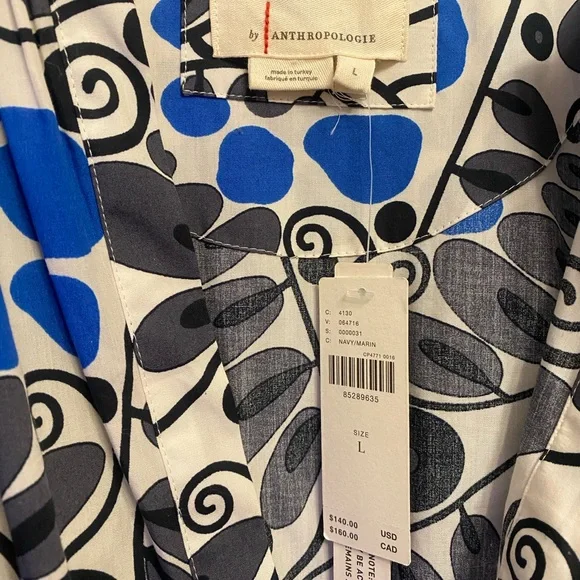 by ANTHROPOLOGIE
made in turkey
fabriqué en turquie
L
C: 4130
V: 064716
S: 0000031
C: NAVY/MARIN
CP4771 0018
85289635
SIZE
L
$140.00 USD
$160.00 CAD